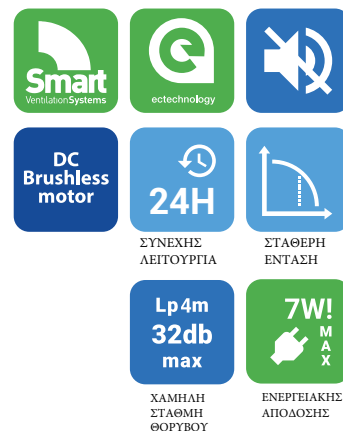 Smart
VentilationSystems
ectechnology
DC
Brushless
motor
24H
ΣΥΝΕΧΗΣ
ΛΕΙΤΟΥΡΓΙΑ
ΣΤΑΘΕΡΗ
ΕΝΤΑΣΗ
Lp4m
32db
max
7W!
MAX
ΧΑΜΗΛΗ
ΣΤΑΘΜΗ
ΘΟΡΥΒΟΥ
ΕΝΕΡΓΕΙΑΚΗΣ
ΑΠΟΔΟΣΗΣ